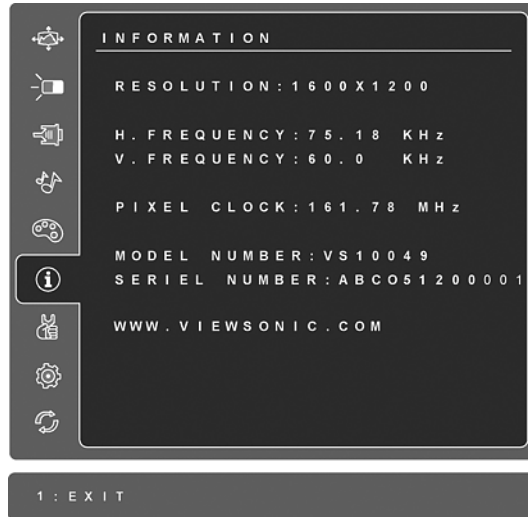 INFORMATION
RESOLUTION:1600X1200
H. FREQUENCY:75.18 KHz
V. FREQUENCY:60.0 KHz
PIXEL CLOCK:161.78 MHz
MODEL NUMBER:VS10049
SERIEL NUMBER:ABCO51200001
WWW.VIEWSONIC.COM
1:EXIT